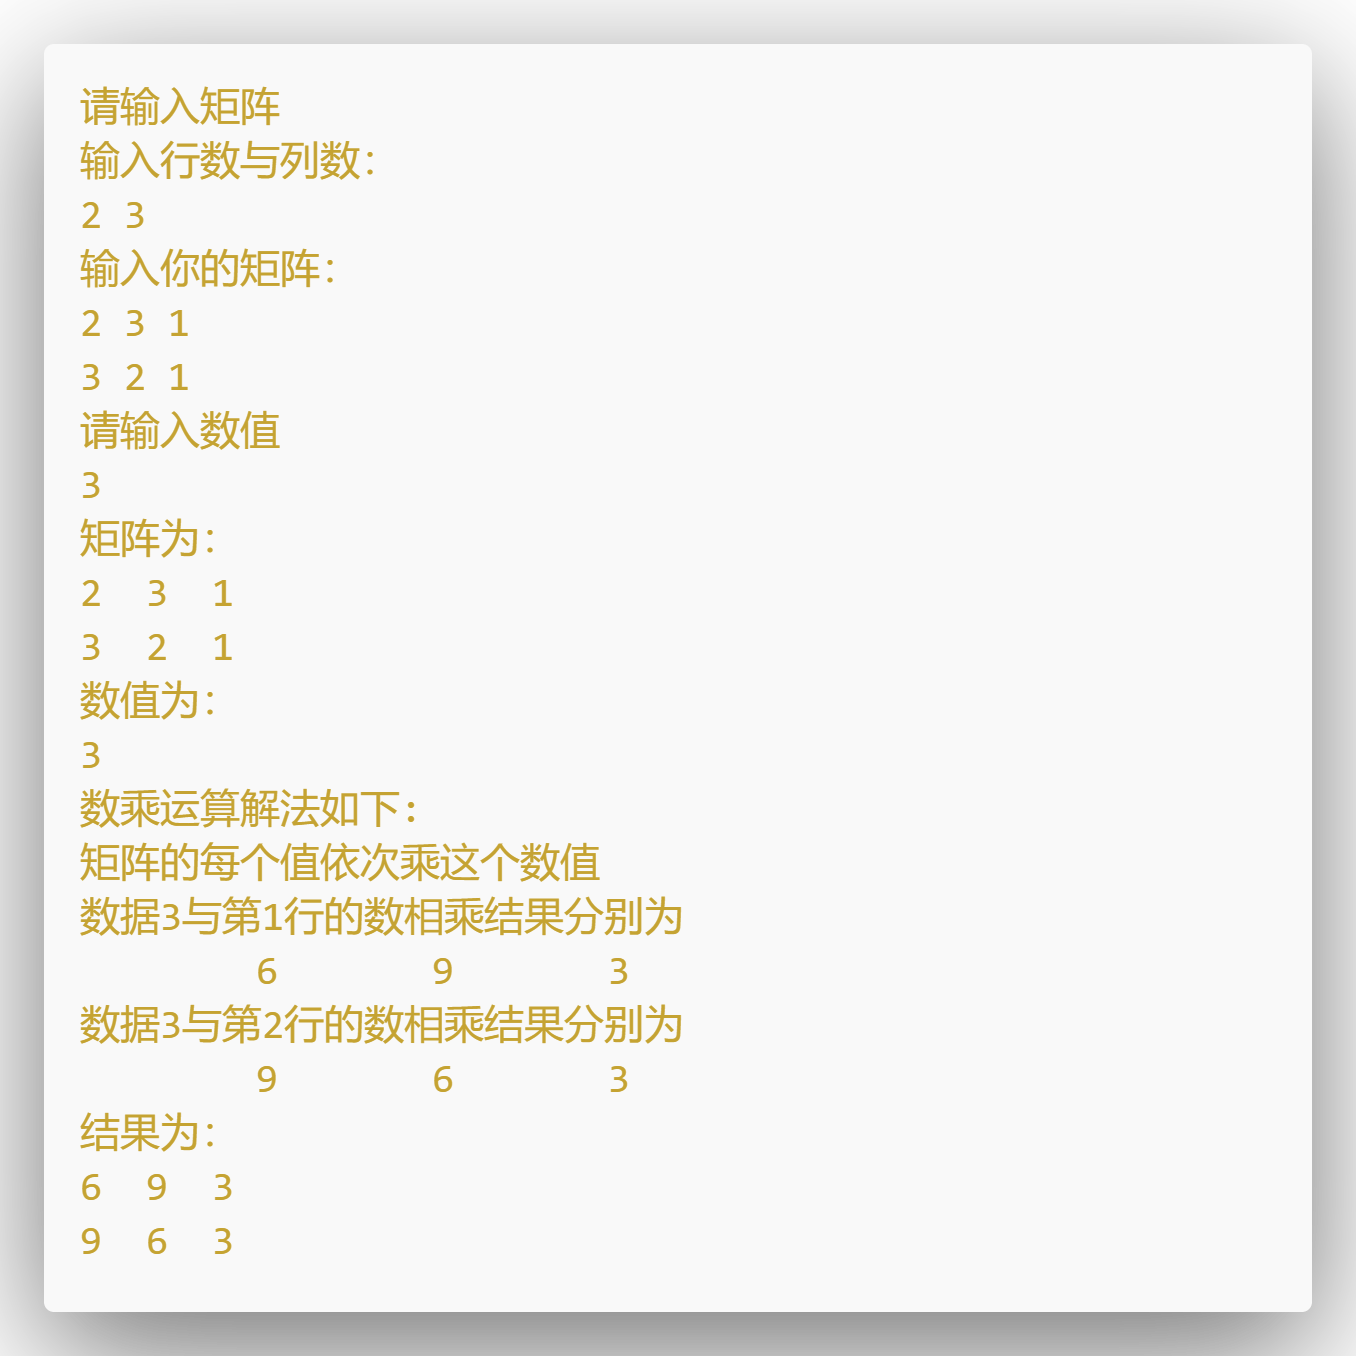 请输入矩阵
输入行数与列数:
2 3
输入你的矩阵:
2 3 1
3 2 1
请输入数值
3
矩阵为:
2  3  1
3  2  1
数值为:
3
数乘运算解法如下:
矩阵的每个值依次乘这个数值
数据3与第1行的数相乘结果分别为
        6       9       3
数据3与第2行的数相乘结果分别为
        9       6       3
结果为:
6  9  3
9  6  3